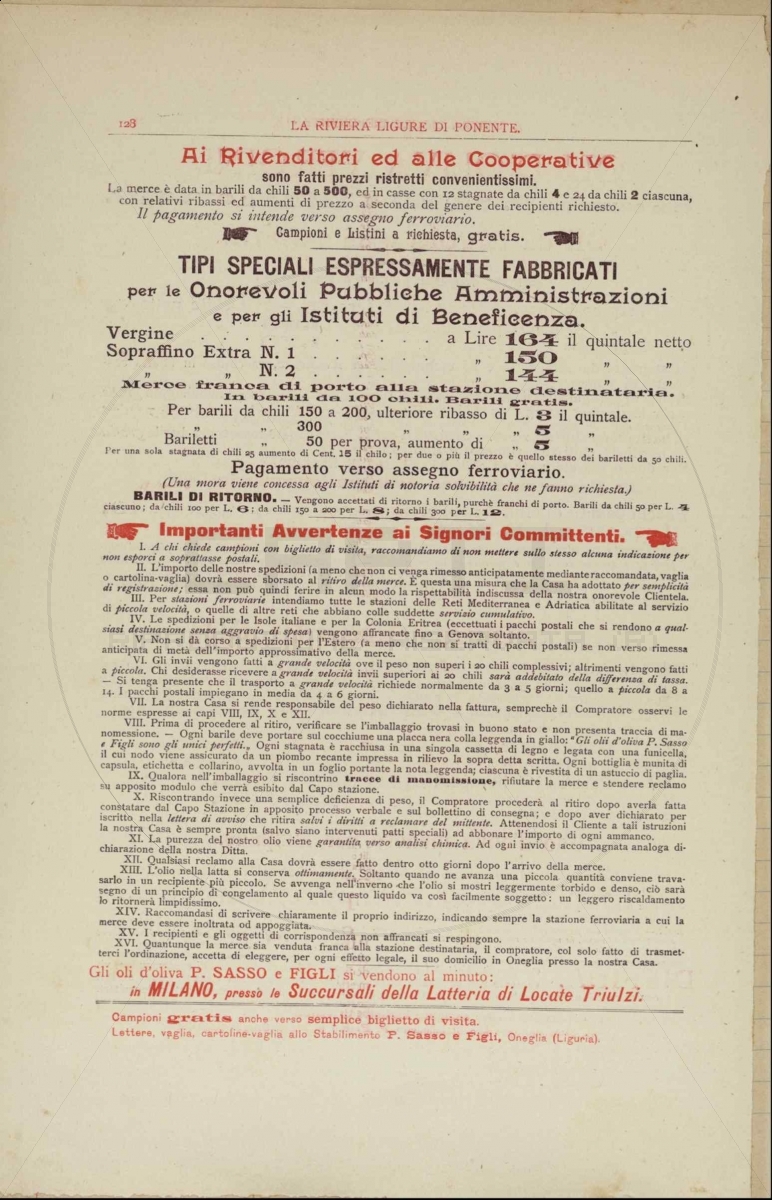 128
LA RIVIERA LIGURE DI PONENTE.
Ai Rivenditori ed alle Cooperative
sono fatti prezzi ristretti convenientissimi.
La merce è data in barili da chili 50 a 500, ed in casse con 12 stagnate da chili 4 e 24 da chili 2 ciascuna,
con relativi ribassi ed aumenti di prezzo a seconda del genere dei recipienti richiesto.
Il pagamento si intende verso assegno ferroviario.
Campioni e Listini a richiesta, gratis.
TIPI SPECIALI ESPRESSAMENTE FABBRICATI
per le Onorevoli Pubbliche Amministrazioni
e per gli Istituti di Beneficenza.
Vergine . . . . . . . . . . . a Lire 164 il quintale netto
Sopraffino Extra N. 1 . . . . . . „ 150 „ „
„ „ N. 2 . . . . . . „ 144 „ „
Merce franca di porto alla stazione destinataria.
In barili da 100 chili. Barili gratis.
Per barili da chili 150 a 200, ulteriore ribasso di L. 3 il quintale.
„ „ 300 „ „ „ 5 „
Bariletti „ 50 per prova, aumento di „ 5 „
Per una sola stagnata di chili 25 aumento di Cent. 15 il chilo; per due o più il prezzo è quello stesso dei bariletti da 50 chili.
Pagamento verso assegno ferroviario.
(Una mora viene concessa agli Istituti di notoria solvibilità che ne fanno richiesta.)
BARILI DI RITORNO. — Vengono accettati di ritorno i barili, purchè franchi di porto. Barili da chili 50 per L. 4
ciascuno; da chili 100 per L. 6; da chili 150 a 200 per L. 8; da chili 300 per L. 12.
Importanti Avvertenze ai Signori Committenti.
I. A chi chiede campioni con biglietto di visita, raccomandiamo di non mettere sullo stesso alcuna indicazione per
non esporci a soprattasse postali.
II. L'importo delle nostre spedizioni (a meno che non ci venga rimesso anticipatamente mediante raccomandata, vaglia
o cartolina-vaglia) dovrà essere sborsato al ritiro della merce. È questa una misura che la Casa ha adottato per semplicità
di registrazione; essa non può quindi ferire in alcun modo la rispettabilità indiscussa della nostra onorevole Clientela.
III. Per stazioni ferroviarie intendiamo tutte le stazioni delle Reti Mediterranea e Adriatica abilitate al servizio
di piccola velocità, o quelle di altre reti che abbiano colle suddette servizio cumulativo.
IV. Le spedizioni per le Isole italiane e per la Colonia Eritrea (eccettuati i pacchi postali che si rendono a qual-
siasi destinazione senza aggravio di spesa) vengono affrancate fino a Genova soltanto.
V. Non si dà corso a spedizioni per l'Estero (a meno che non si tratti di pacchi postali) se non verso rimessa
anticipata di metà dell'importo approssimativo della merce.
VI. Gli invii vengono fatti a grande velocità ove il peso non superi i 20 chili complessivi; altrimenti vengono fatti
a piccola. Chi desiderasse ricevere a grande velocità invii superiori ai 20 chili sarà addebitato della differenza di tassa.
— Si tenga presente che il trasporto a grande velocità richiede normalmente da 3 a 5 giorni; quello a piccola da 8 a
14. I pacchi postali impiegano in media da 4 a 6 giorni.
VII. La nostra Casa si rende responsabile del peso dichiarato nella fattura, semprechè il Compratore osservi le
norme espresse ai capi VIII, IX, X e XII.
VIII. Prima di procedere al ritiro, verificare se l'imballaggio trovasi in buono stato e non presenta traccia di ma-
nomessione. — Ogni barile deve portare sul cocchiume una placca nera colla leggenda in giallo: "Gli olii d'oliva P. Sasso
e Figli sono gli unici perfetti„. Ogni stagnata è racchiusa in una singola cassetta di legno e legata con una funicella,
il cui nodo viene assicurato da un piombo recante impressa in rilievo la sopra detta scritta. Ogni bottiglia è munita di
capsula, etichetta e collarino, avvolta in un foglio portante la nota leggenda; ciascuna è rivestita di un astuccio di paglia.
IX. Qualora nell'imballaggio si riscontrino tracce di manomissione, rifiutare la merce e stendere reclamo
su apposito modulo che verrà esibito dal Capo stazione.
X. Riscontrando invece una semplice deficienza di peso, il Compratore procederà al ritiro dopo averla fatta
constatare dal Capo Stazione in apposito processo verbale e sul bollettino di consegna; e dopo aver dichiarato per
iscritto nella lettera di avviso che ritira salvi i diritti a reclamare del mittente. Attenendosi il Cliente a tali istruzioni
la nostra Casa è sempre pronta (salvo siano intervenuti patti speciali) ad abbonare l'importo di ogni ammanco.
XI. La purezza del nostro olio viene garantita verso analisi chimica. Ad ogni invio è accompagnata analoga di-
chiarazione della nostra Ditta.
XII. Qualsiasi reclamo alla Casa dovrà essere fatto dentro otto giorni dopo l'arrivo della merce.
XIII. L'olio nella latta si conserva ottimamente. Soltanto quando ne avanza una piccola quantità conviene trava-
sarlo in un recipiente più piccolo. Se avvenga nell'inverno che l'olio si mostri leggermente torbido e denso, ciò sarà
segno di un principio di congelamento al quale questo liquido va così facilmente soggetto: un leggero riscaldamento
lo ritornerà limpidissimo.
XIV. Raccomandasi di scrivere chiaramente il proprio indirizzo, indicando sempre la stazione ferroviaria a cui la
merce deve essere inoltrata od appoggiata.
XV. I recipienti e gli oggetti di corrispondenza non affrancati si respingono.
XVI. Quantunque la merce sia venduta franca alla stazione destinataria, il compratore, col solo fatto di trasmet-
terci l'ordinazione, accetta di eleggere, per ogni effetto legale, il suo domicilio in Oneglia presso la nostra Casa.
Gli oli d'oliva P. SASSO e FIGLI si vendono al minuto:
in MILANO, presso le Succursali della Latteria di Locate Triulzi.
Campioni gratis anche verso semplice biglietto di visita.
Lettere, vaglia, cartoline-vaglia allo Stabilimento P. Sasso e Figli, Oneglia (Liguria).